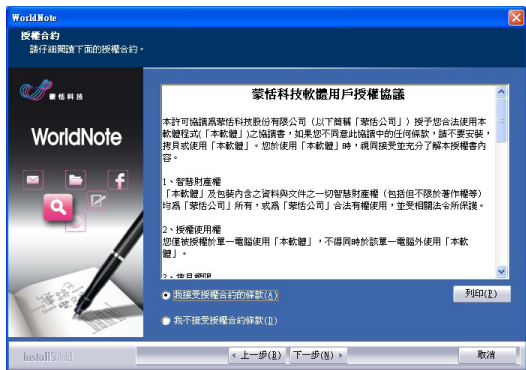 WorldNote
授權合約
請仔細閱讀下面的授權合約。
蒙恬科技
WorldNote
蒙恬科技軟體用戶授權協議
本許可協議為蒙恬科技股份有限公司（以下簡稱「蒙恬公司」）授予您合法使用本
軟體程式(「本軟體」)之協議書，如果您不同意此協議中的任何條款，請不要安裝，
拷貝或使用「本軟體」。您於使用「本軟體」時，視同接受並充分了解本授權書內
容。
1、智慧財產權
「本軟體」及包裝內含之資料與文件之一切智慧財產權（包括但不限於著作權等）
均為「蒙恬公司」所有，或為「蒙恬公司」合法有權使用，並受相關法令所保護。
2、授權使用權
您僅被授權於單一電腦使用「本軟體」，不得同時於該單一電腦外使用「本軟
體」。
3、拷貝權限
我接受授權合約的條款(A)
列印(P)
我不接受授權合約條款(D)
InstallShield
< 上一步(B)
下一步(N) >
取消